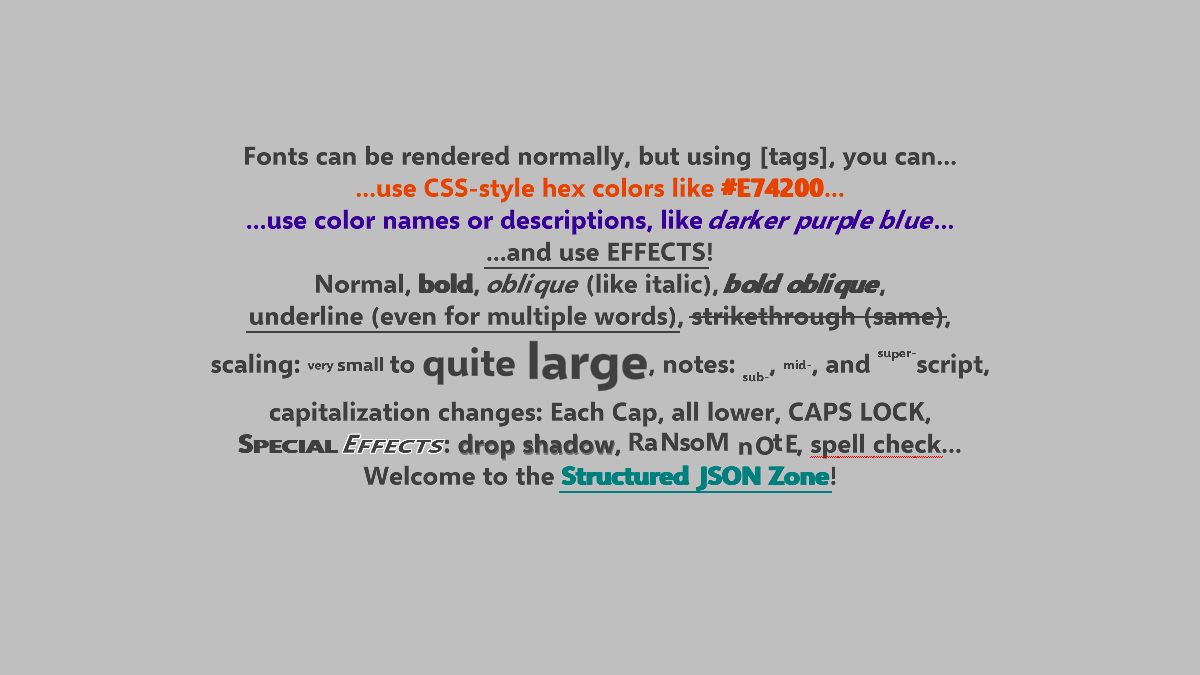 Fonts can be rendered normally, but using [tags], you can...
...use CSS-style hex colors like #E74200...
...use color names or descriptions, like darker purple blue...
...and use EFFECTS!
Normal, bold, oblique (like italic), bold oblique,
underline (even for multiple words), strikethrough (same),
scaling: very small to quite large, notes: sub-, mid-, and super-script,
capitalization changes: Each Cap, all lower, CAPS LOCK,
SPECIAL EFFECTS: drop shadow, RaNsoM nOtE, spell check...
Welcome to the Structured JSON Zone!